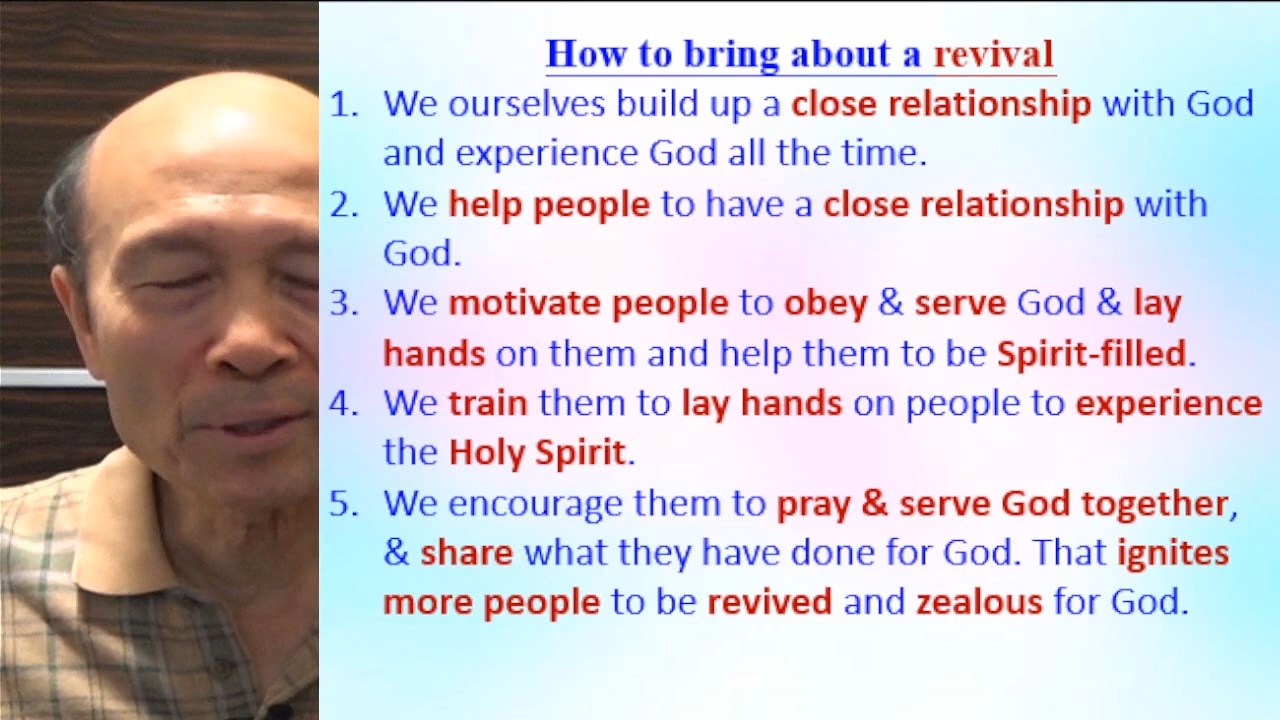 How to bring about a revival
1. We ourselves build up a close relationship with God
and experience God all the time.
2. We help people to have a close relationship with
God.
3. We motivate people to obey & serve God & lay
hands on them and help them to be Spirit-filled.
4. We train them to lay hands on people to experience
the Holy Spirit.
5. We encourage them to pray & serve God together,
& share what they have done for God. That ignites
more people to be revived and zealous for God.